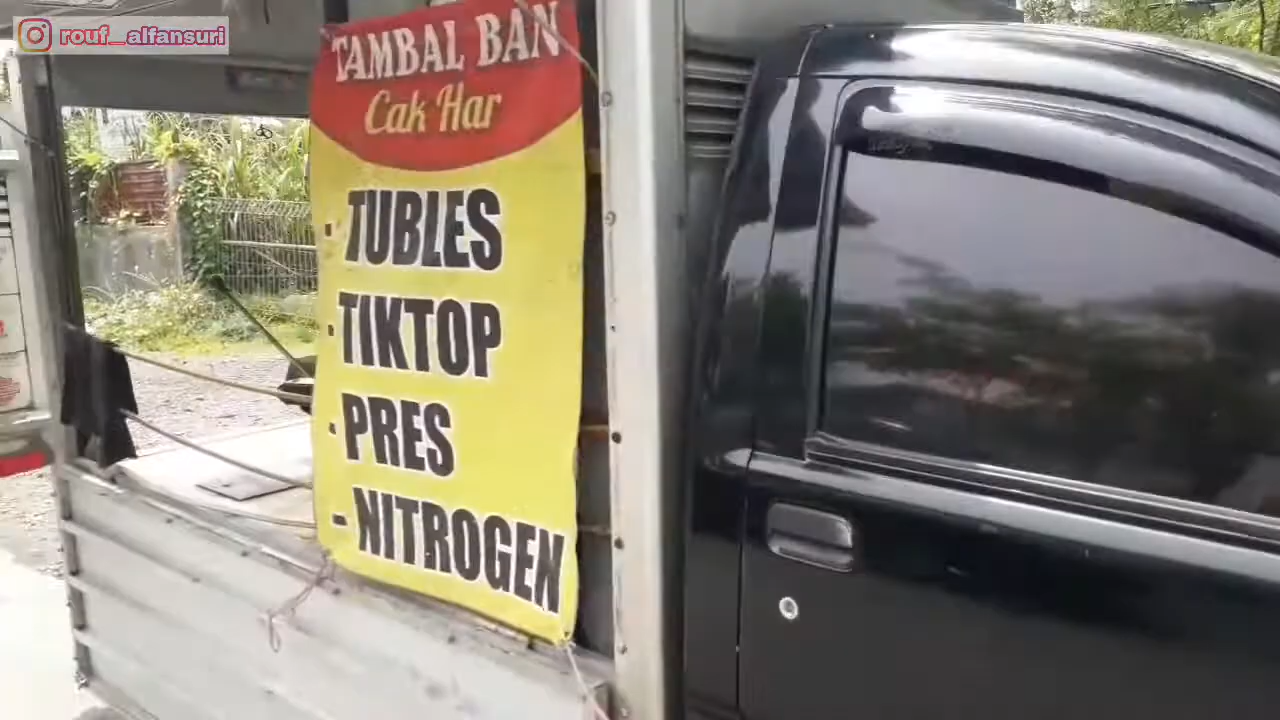 rouf_alfansuri
TAMBAL BAN
Cak Har
- TUBLES
- TIKTOP
- PRES
- NITROGEN